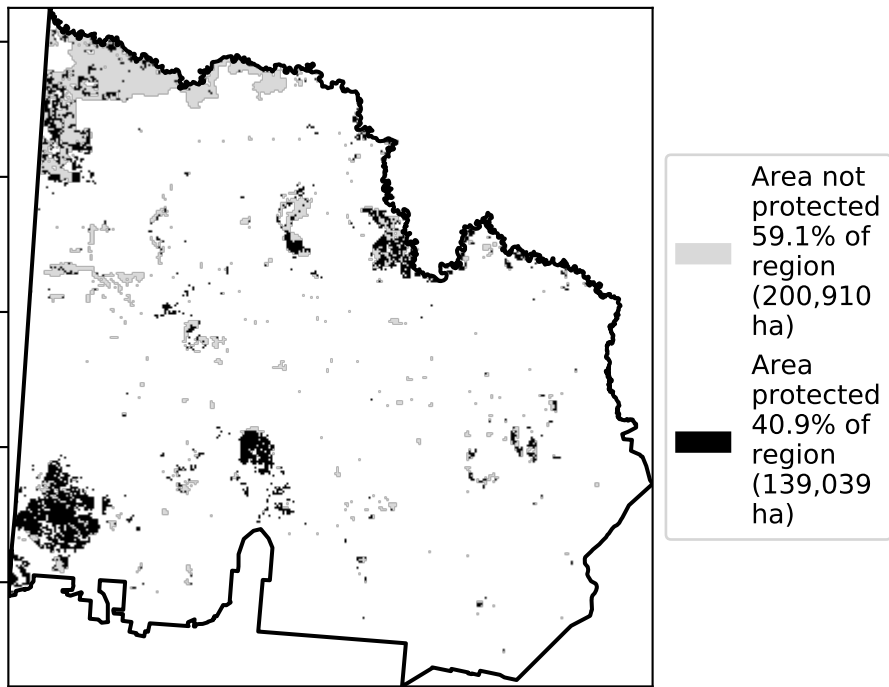 Area not
protected
59.1% of
region
(200,910
ha)
Area
protected
40.9% of
region
(139,039
ha)